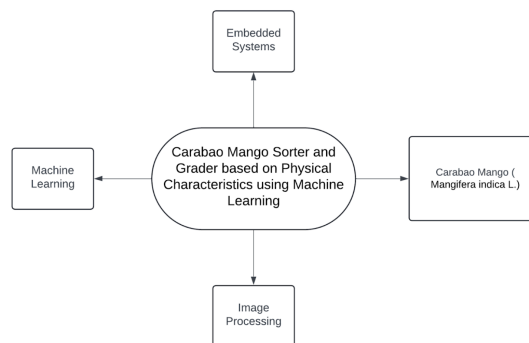 Embedded
Systems
Carabao Mango Sorter and
Grader based on Physical
Characteristics using Machine
Learning
Machine
Learning
Carabao Mango (
Mangifera indica L.)
Image
Processing